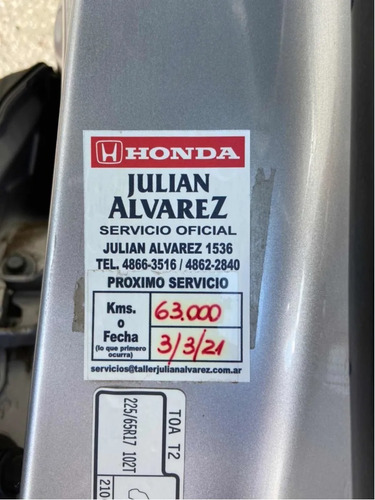 HONDA
JULIAN
ALVAREZ
SERVICIO OFICIAL
JULIAN ALVAREZ 1536
TEL. 4866-3516 / 4862-2840
PROXIMO SERVICIO
Kms. 63.000
o
Fecha 3/3/21
(lo que primero
ocurra)
servicios@tallerjulianalvarez.com.ar
TOA T2
225/65R17 102T
210